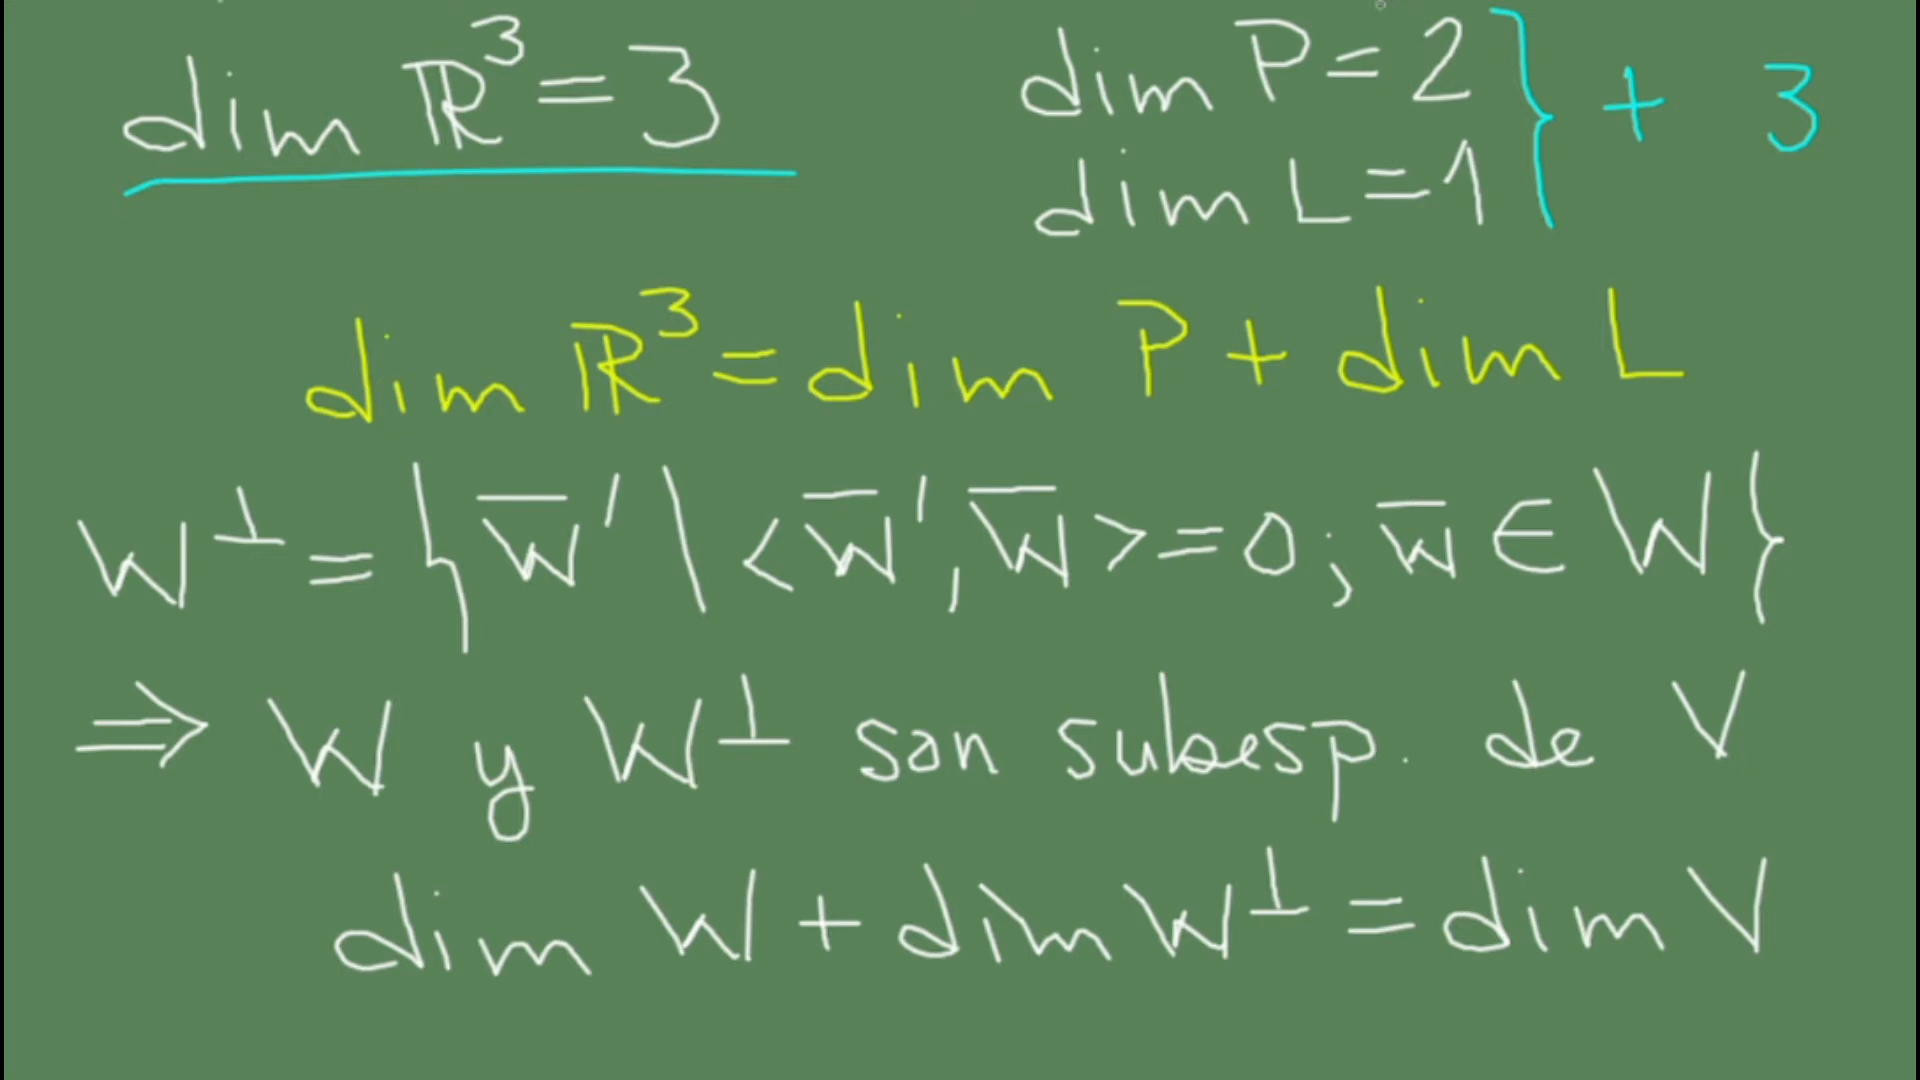 dim ℝ³ = 3
dim P = 2
dim L = 1
} + 3
dim ℝ³ = dim P + dim L
W^⊥ = { w̅' | < w̅', w̅ > = 0 ; w̅ ∈ W }
⇒ W y W^⊥ son subesp. de V
dim W + dim W^⊥ = dim V